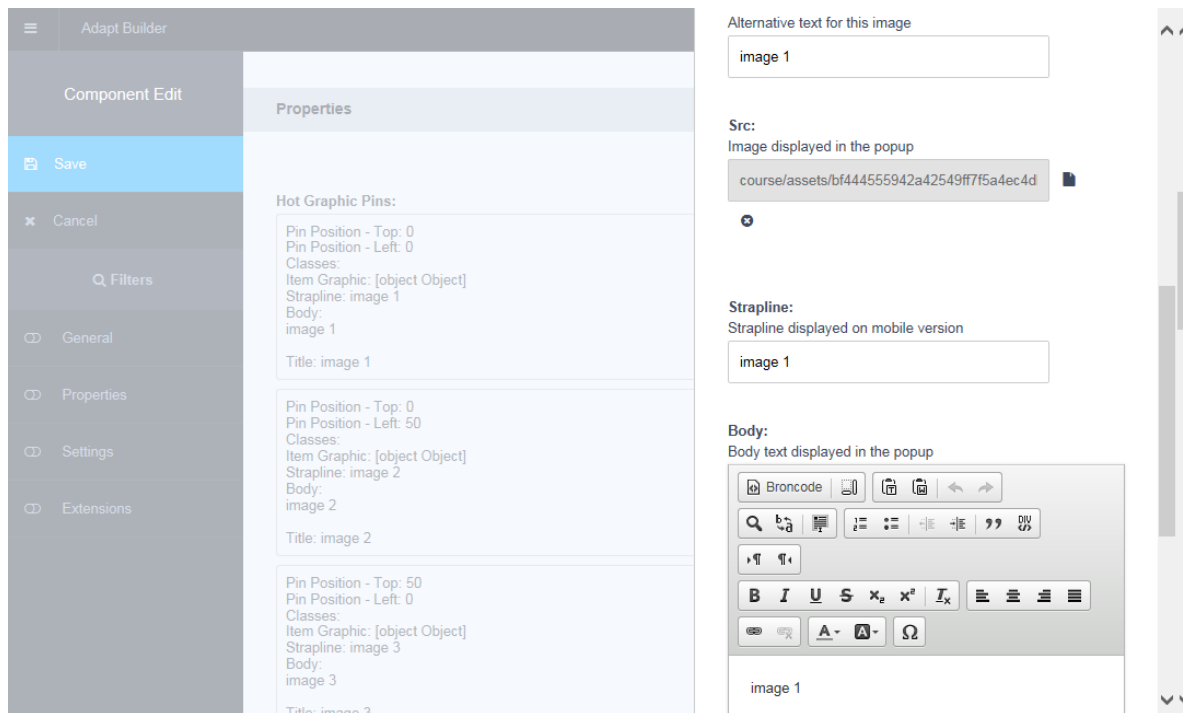 Adapt Builder
Component Edit
Save
Cancel
Filters
General
Properties
Settings
Extensions
Properties
Hot Graphic Pins:
Pin Position - Top: 0
Pin Position - Left: 0
Classes:
Item Graphic: [object Object]
Strapline: image 1
Body:
image 1
Title: image 1
Pin Position - Top: 0
Pin Position - Left: 50
Classes:
Item Graphic: [object Object]
Strapline: image 2
Body:
image 2
Title: image 2
Pin Position - Top: 50
Pin Position - Left: 0
Classes:
Item Graphic: [object Object]
Strapline: image 3
Body:
image 3
Title: image 3
Alternative text for this image
image 1
Src:
Image displayed in the popup
course/assets/bf444555942a42549ff7f5a4ec4d
Strapline:
Strapline displayed on mobile version
image 1
Body:
Body text displayed in the popup
Broncode
image 1